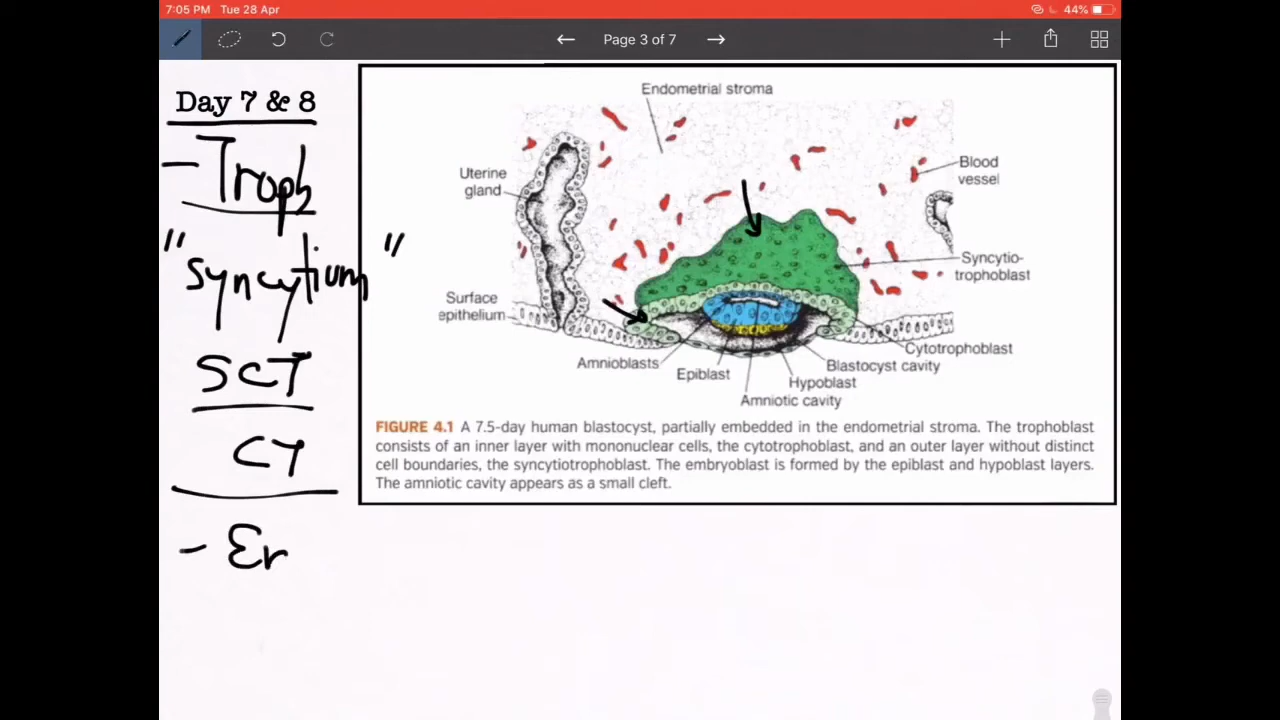 7:05 PM Tue 28 Apr
44%
Page 3 of 7
Day 7 & 8
- Troph
"Syncytium"
SCT
CT
- Er
Endometrial stroma
Uterine
gland
Blood
vessel
Syncytio-
trophoblast
Surface
epithelium
Cytotrophoblast
Amnioblasts
Blastocyst cavity
Epiblast
Hypoblast
Amniotic cavity
FIGURE 4.1 A 7.5-day human blastocyst, partially embedded in the endometrial stroma. The trophoblast
consists of an inner layer with mononuclear cells, the cytotrophoblast, and an outer layer without distinct
cell boundaries, the syncytiotrophoblast. The embryoblast is formed by the epiblast and hypoblast layers.
The amniotic cavity appears as a small cleft.